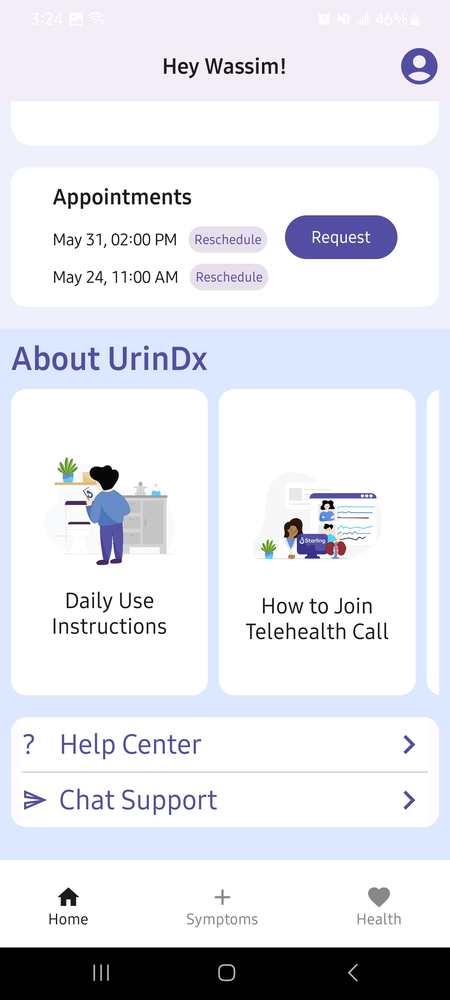 3:24
46%
Hey Wassim!
Appointments
May 31, 02:00 PM Reschedule
Request
May 24, 11:00 AM Reschedule
About UrinDx
Starling
Daily Use
Instructions
How to Join
Telehealth Call
? Help Center
Chat Support
Home
Symptoms
Health